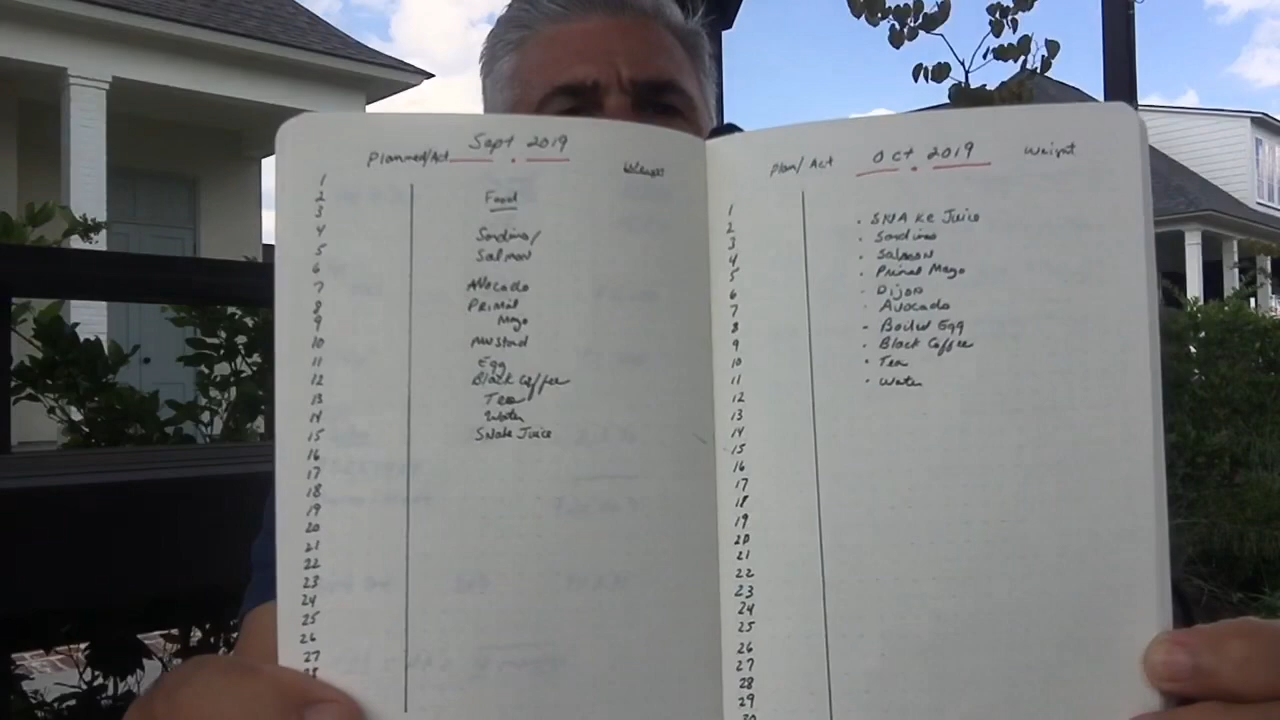 Sept 2019
Planned/Act
Food
Sardines/
Salmon
Avocado
Primal
Mayo
Mustard
Egg
Black Coffee
Tea
Water
Snake Juice
1
2
3
4
5
6
7
8
9
10
11
12
13
14
15
16
17
18
19
20
21
22
23
24
25
26
27
28
Oct 2019
Plan/Act
Weight
• SNAKE Juice
• Sardines
• Salmon
• Primal Mayo
• Dijon
• Avocado
- Boiled Egg
• Black Coffee
• Tea
• Water
1
2
3
4
5
6
7
8
9
10
11
12
13
14
15
16
17
18
19
20
21
22
23
24
25
26
27
28
29
30